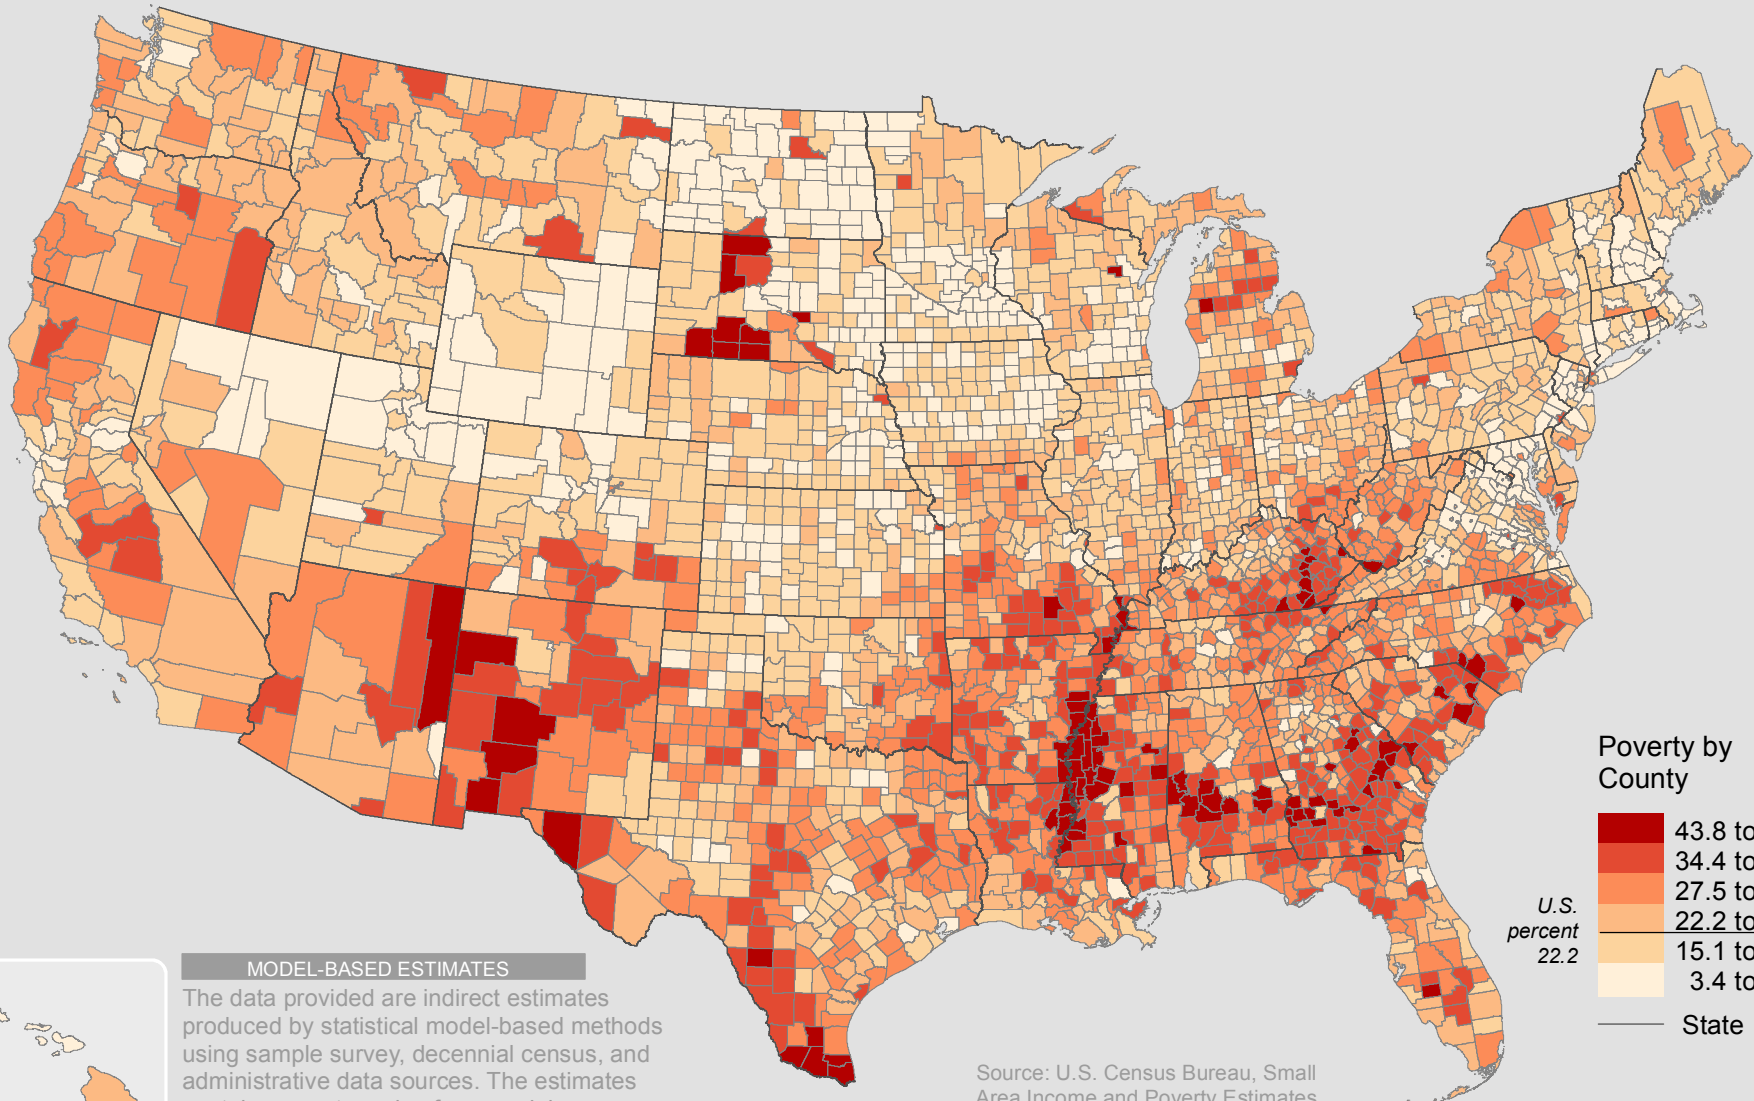 Poverty by
County
43.8 to
34.4 to
27.5 to
22.2 to
15.1 to
3.4 to
U.S.
percent
22.2
State
MODEL-BASED ESTIMATES
The data provided are indirect estimates
produced by statistical model-based methods
using sample survey, decennial census, and
administrative data sources. The estimates
Source: U.S. Census Bureau, Small
Area Income and Poverty Estimates